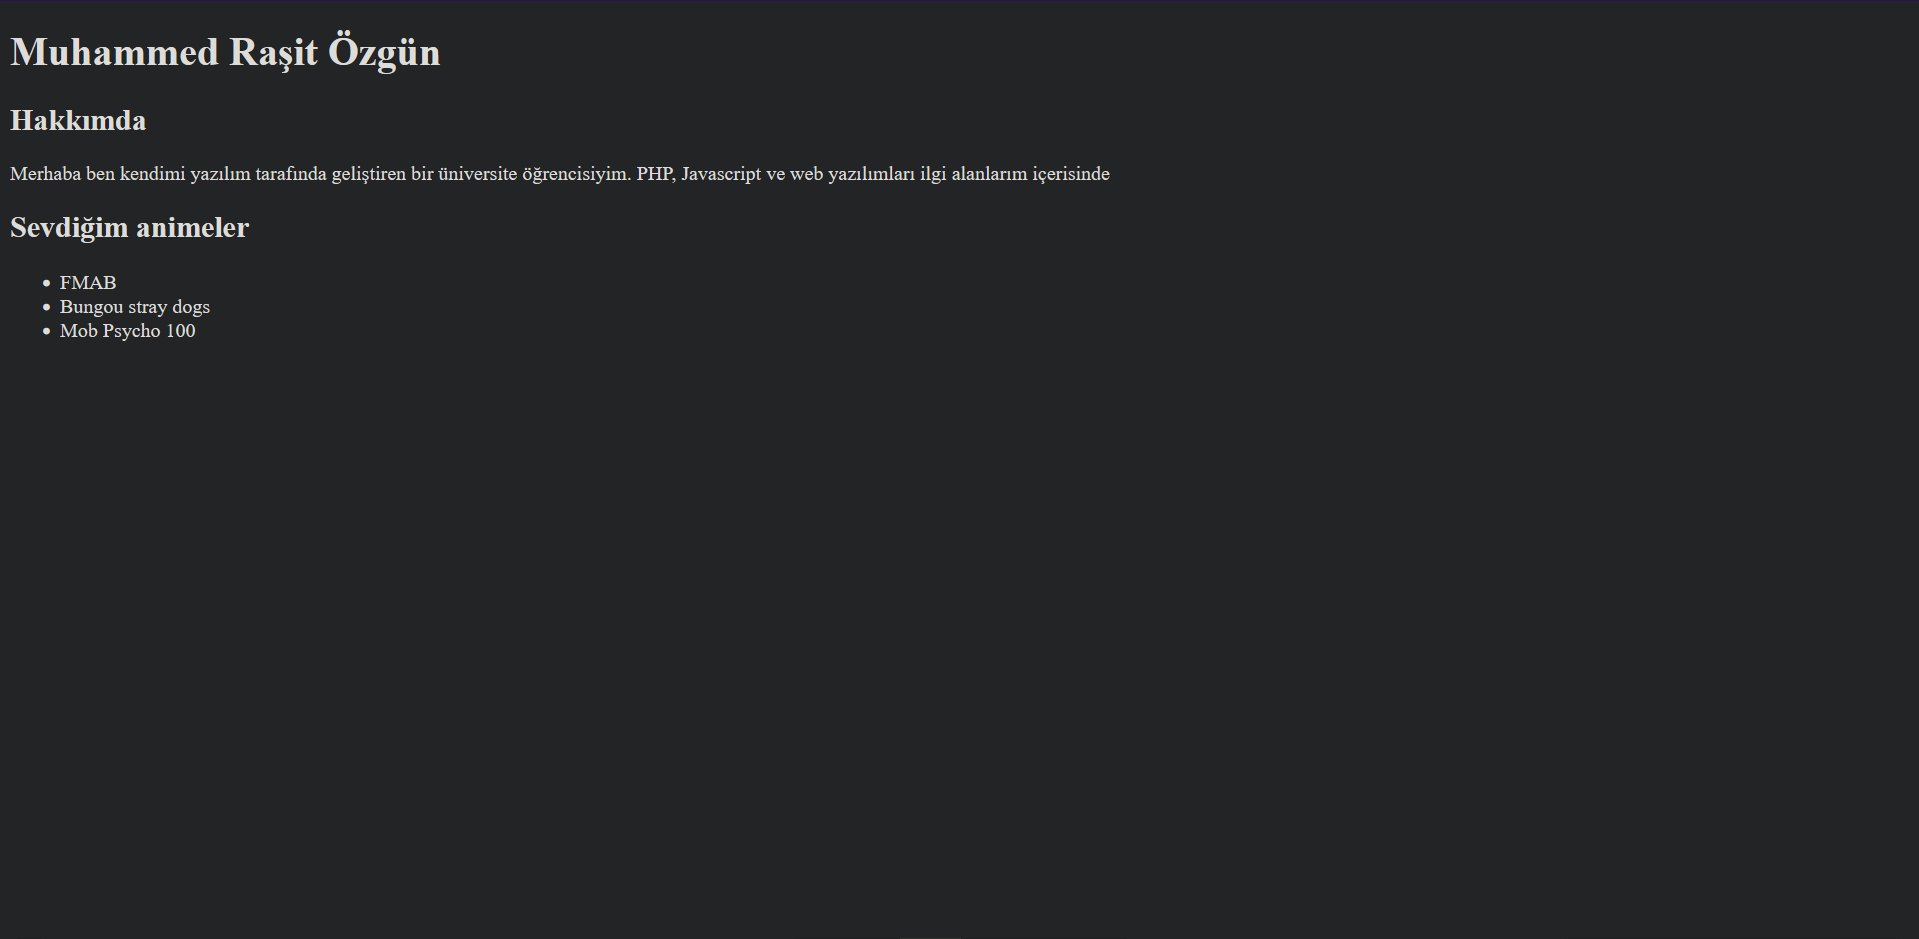 Muhammed Raşit Özgün
Hakkımda
Merhaba ben kendimi yazılım tarafında geliştiren bir üniversite öğrencisiyim. PHP, Javascript ve web yazılımları ilgi alanlarım içerisinde
Sevdiğim animeler
• FMAB
• Bungou stray dogs
• Mob Psycho 100